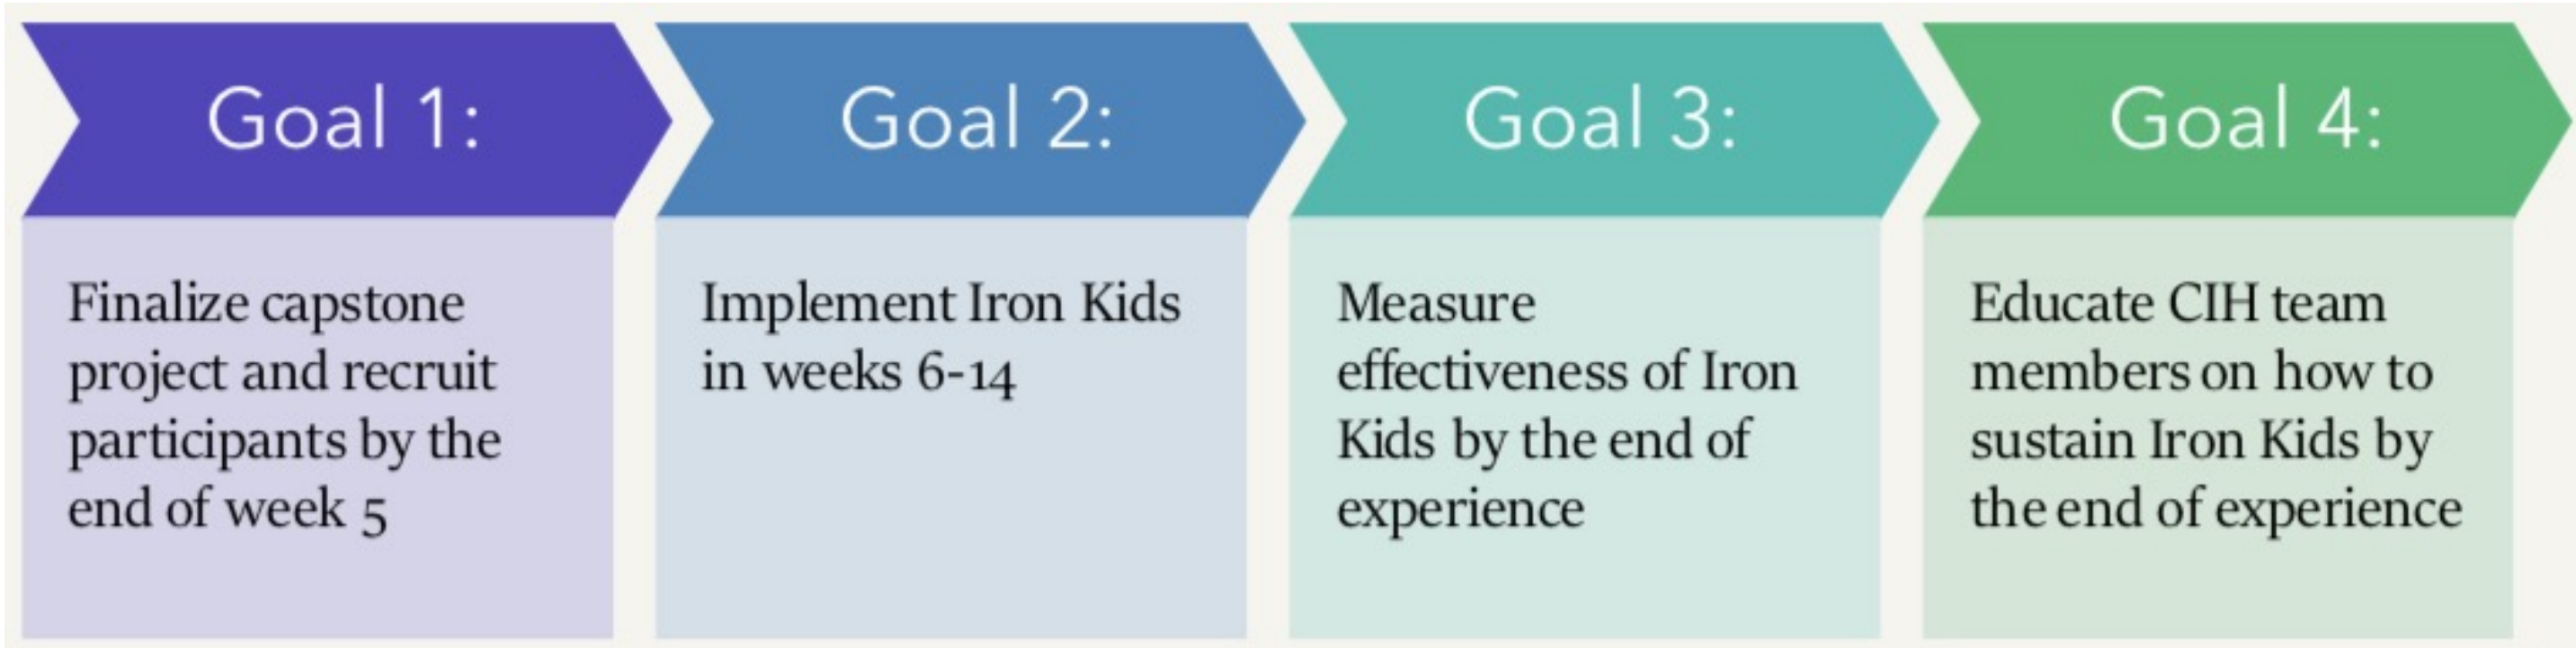 Goal 1:
Finalize capstone
project and recruit
participants by the
end of week 5
Goal 2:
Implement Iron Kids
in weeks 6-14
Goal 3:
Measure
effectiveness of Iron
Kids by the end of
experience
Goal 4:
Educate CIH team
members on how to
sustain Iron Kids by
the end of experience